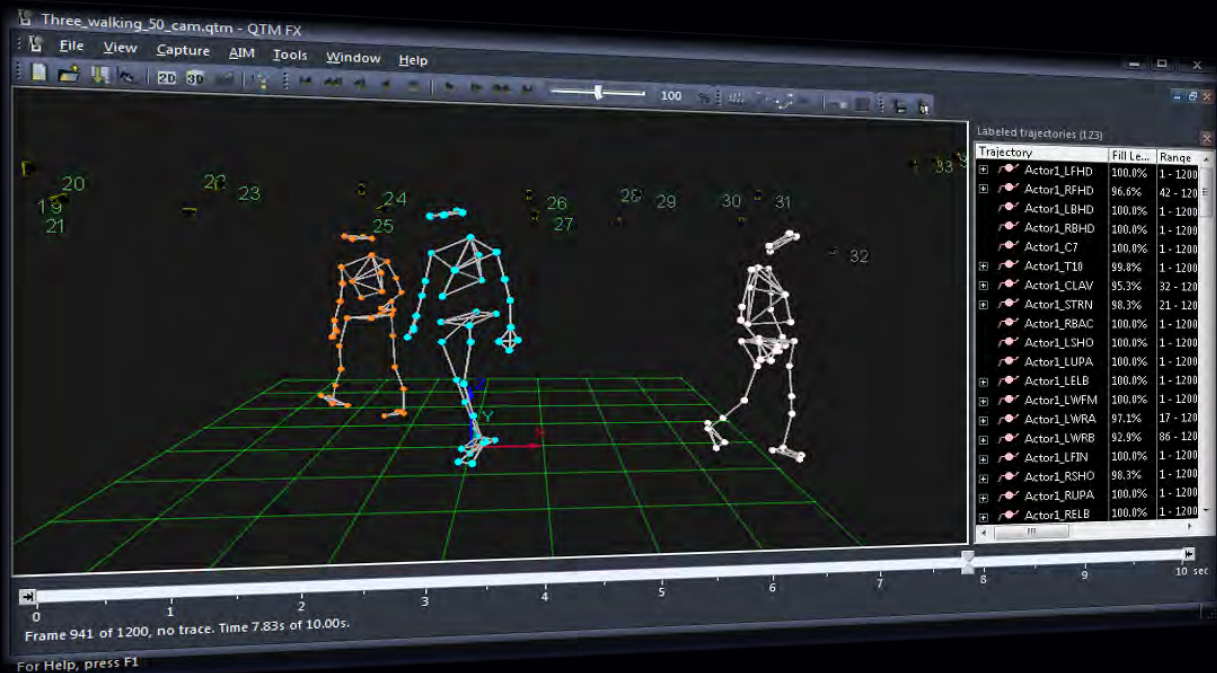 Three_walking_50_cam.qtm - QTM FX
File View Capture AIM Tools Window Help
2D 3D 100 %
Labeled trajectories (123)
Trajectory Fill Le... Range
Actor1_LFHD 100.0% 1 - 1200
Actor1_RFHD 96.6% 42 - 120
Actor1_LBHD 100.0% 1 - 1200
Actor1_RBHD 100.0% 1 - 1200
Actor1_C7 100.0% 1 - 1200
Actor1_T10 99.8% 1 - 1200
Actor1_CLAV 95.3% 32 - 120
Actor1_STRN 98.3% 21 - 120
Actor1_RBAC 100.0% 1 - 1200
Actor1_LSHO 100.0% 1 - 1200
Actor1_LUPA 100.0% 1 - 1200
Actor1_LELB 100.0% 1 - 1200
Actor1_LWFM 100.0% 1 - 1200
Actor1_LWRA 97.1% 17 - 120
Actor1_LWRB 92.9% 86 - 120
Actor1_LFIN 100.0% 1 - 1200
Actor1_RSHO 98.3% 1 - 1200
Actor1_RUPA 100.0% 1 - 1200
Actor1_RELB 100.0% 1 - 1200
20 23 24 26 28 29 30 31 33
19 21 25 27 32
Y
0 1 2 3 4 5 6 7 8 9 10 sec
Frame 941 of 1200, no trace. Time 7.83s of 10.00s.
For Help, press F1